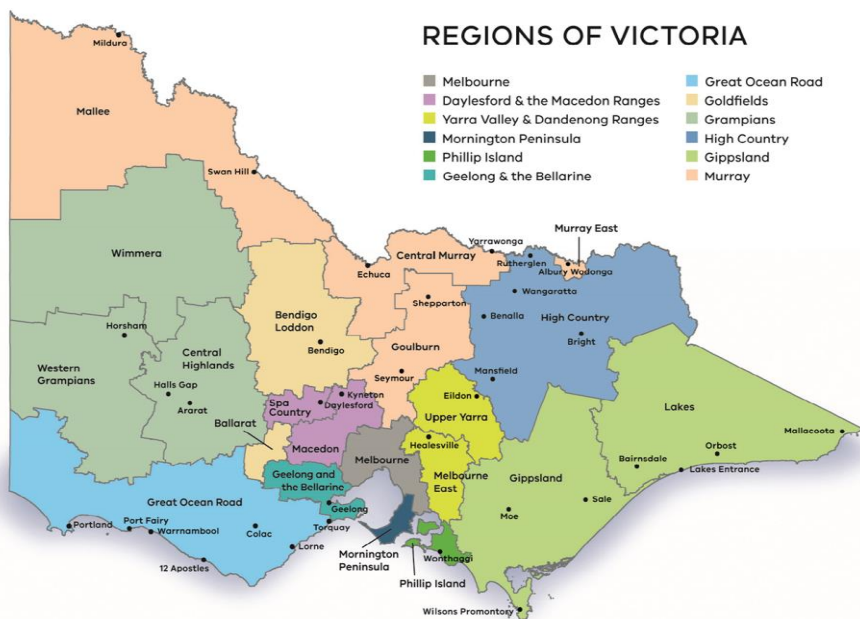 REGIONS OF VICTORIA
Melbourne
Daylesford & the Macedon Ranges
Yarra Valley & Dandenong Ranges
Mornington Peninsula
Phillip Island
Geelong & the Bellarine
Great Ocean Road
Goldfields
Grampians
High Country
Gippsland
Murray
Mildura
Mallee
Swan Hill
Wimmera
Echuca
Central Murray
Yarrawonga
Murray East
Rutherglen
Albury Wodonga
Wangaratta
Shepparton
Benalla
High Country
Bright
Bendigo
Loddon
Bendigo
Goulburn
Seymour
Mansfield
Horsham
Western
Grampians
Central
Highlands
Halls Gap
Ararat
Ballarat
Spa
Country
Kyneton
Daylesford
Macedon
Eildon
Upper Yarra
Healesville
Melbourne
Melbourne
East
Lakes
Mallacoota
Orbost
Bairnsdale
Lakes Entrance
Gippsland
Sale
Moe
Geelong and
the Bellarine
Geelong
Great Ocean Road
Portland
Port Fairy
Warrnambool
Colac
Torquay
Lorne
12 Apostles
Mornington
Peninsula
Wonthaggi
Phillip Island
Wilsons Promontory